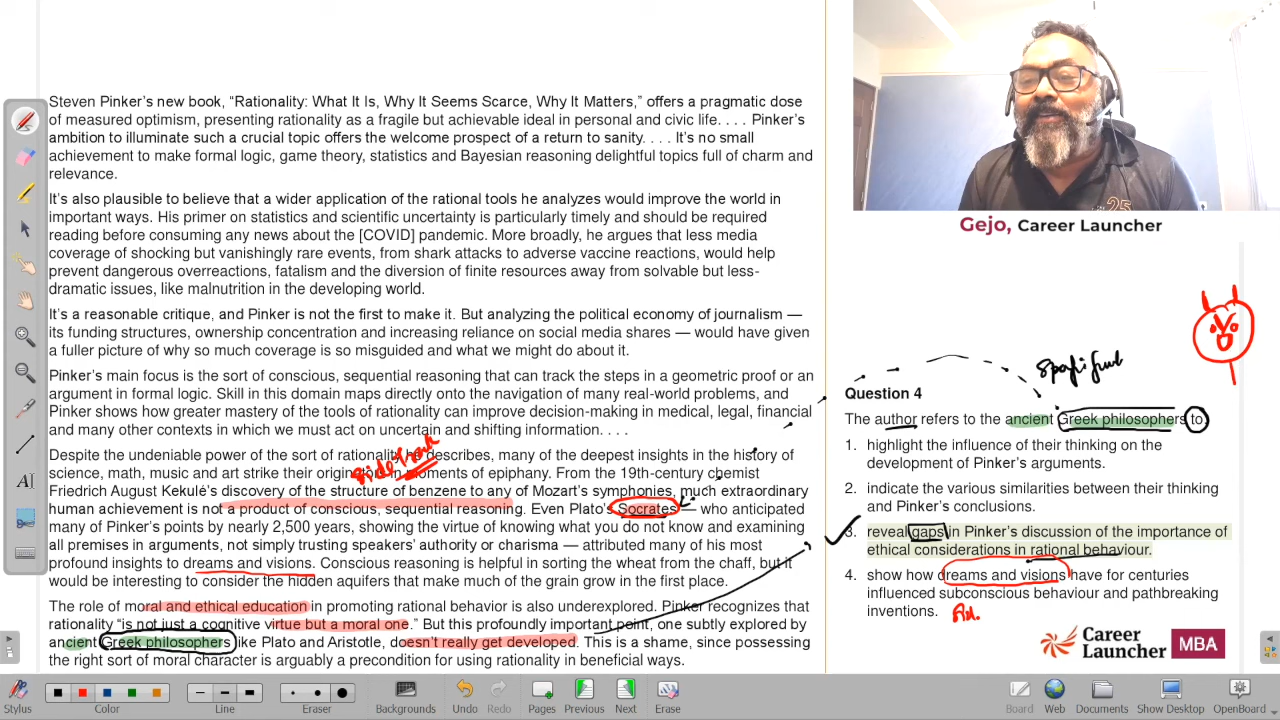 Steven Pinker's new book, “Rationality: What It Is, Why It Seems Scarce, Why It Matters,” offers a pragmatic dose
of measured optimism, presenting rationality as a fragile but achievable ideal in personal and civic life. . . . Pinker's
ambition to illuminate such a crucial topic offers the welcome prospect of a return to sanity. . . . It's no small
achievement to make formal logic, game theory, statistics and Bayesian reasoning delightful topics full of charm and
relevance.
It's also plausible to believe that a wider application of the rational tools he analyzes would improve the world in
important ways. His primer on statistics and scientific uncertainty is particularly timely and should be required
reading before consuming any news about the [COVID] pandemic. More broadly, he argues that less media
coverage of shocking but vanishingly rare events, from shark attacks to adverse vaccine reactions, would help
prevent dangerous overreactions, fatalism and the diversion of finite resources away from solvable but less-
dramatic issues, like malnutrition in the developing world.
It's a reasonable critique, and Pinker is not the first to make it. But analyzing the political economy of journalism —
its funding structures, ownership concentration and increasing reliance on social media shares — would have given
a fuller picture of why so much coverage is so misguided and what we might do about it.
Pinker's main focus is the sort of conscious, sequential reasoning that can track the steps in a geometric proof or an
argument in formal logic. Skill in this domain maps directly onto the navigation of many real-world problems, and
Pinker shows how greater mastery of the tools of rationality can improve decision-making in medical, legal, financial
and many other contexts in which we must act on uncertain and shifting information. . . .
Despite the undeniable power of the sort of rationality he describes, many of the deepest insights in the history of
science, math, music and art strike their originators in moments of epiphany. From the 19th-century chemist
Friedrich August Kekulé's discovery of the structure of benzene to any of Mozart's symphonies, much extraordinary
human achievement is not a product of conscious, sequential reasoning. Even Plato's Socrates — who anticipated
many of Pinker's points by nearly 2,500 years, showing the virtue of knowing what you do not know and examining
all premises in arguments, not simply trusting speakers' authority or charisma — attributed many of his most
profound insights to dreams and visions. Conscious reasoning is helpful in sorting the wheat from the chaff, but it
would be interesting to consider the hidden aquifers that make much of the grain grow in the first place.
The role of moral and ethical education in promoting rational behavior is also underexplored. Pinker recognizes that
rationality “is not just a cognitive virtue but a moral one.” But this profoundly important point, one subtly explored by
ancient Greek philosophers like Plato and Aristotle, doesn't really get developed. This is a shame, since possessing
the right sort of moral character is arguably a precondition for using rationality in beneficial ways.
25
Gejo, Career Launcher
Question 4
The author refers to the ancient Greek philosophers to:
1. highlight the influence of their thinking on the
development of Pinker's arguments.
2. indicate the various similarities between their thinking
and Pinker's conclusions.
3. reveal gaps in Pinker's discussion of the importance of
ethical considerations in rational behaviour.
4. show how dreams and visions have for centuries
influenced subconscious behaviour and pathbreaking
inventions.
Career
Launcher
MBA
Stylus
Color
Line
Eraser
Backgrounds
Undo
Redo
Pages
Previous
Next
Erase
Board
Web
Documents
Show Desktop
OpenBoard